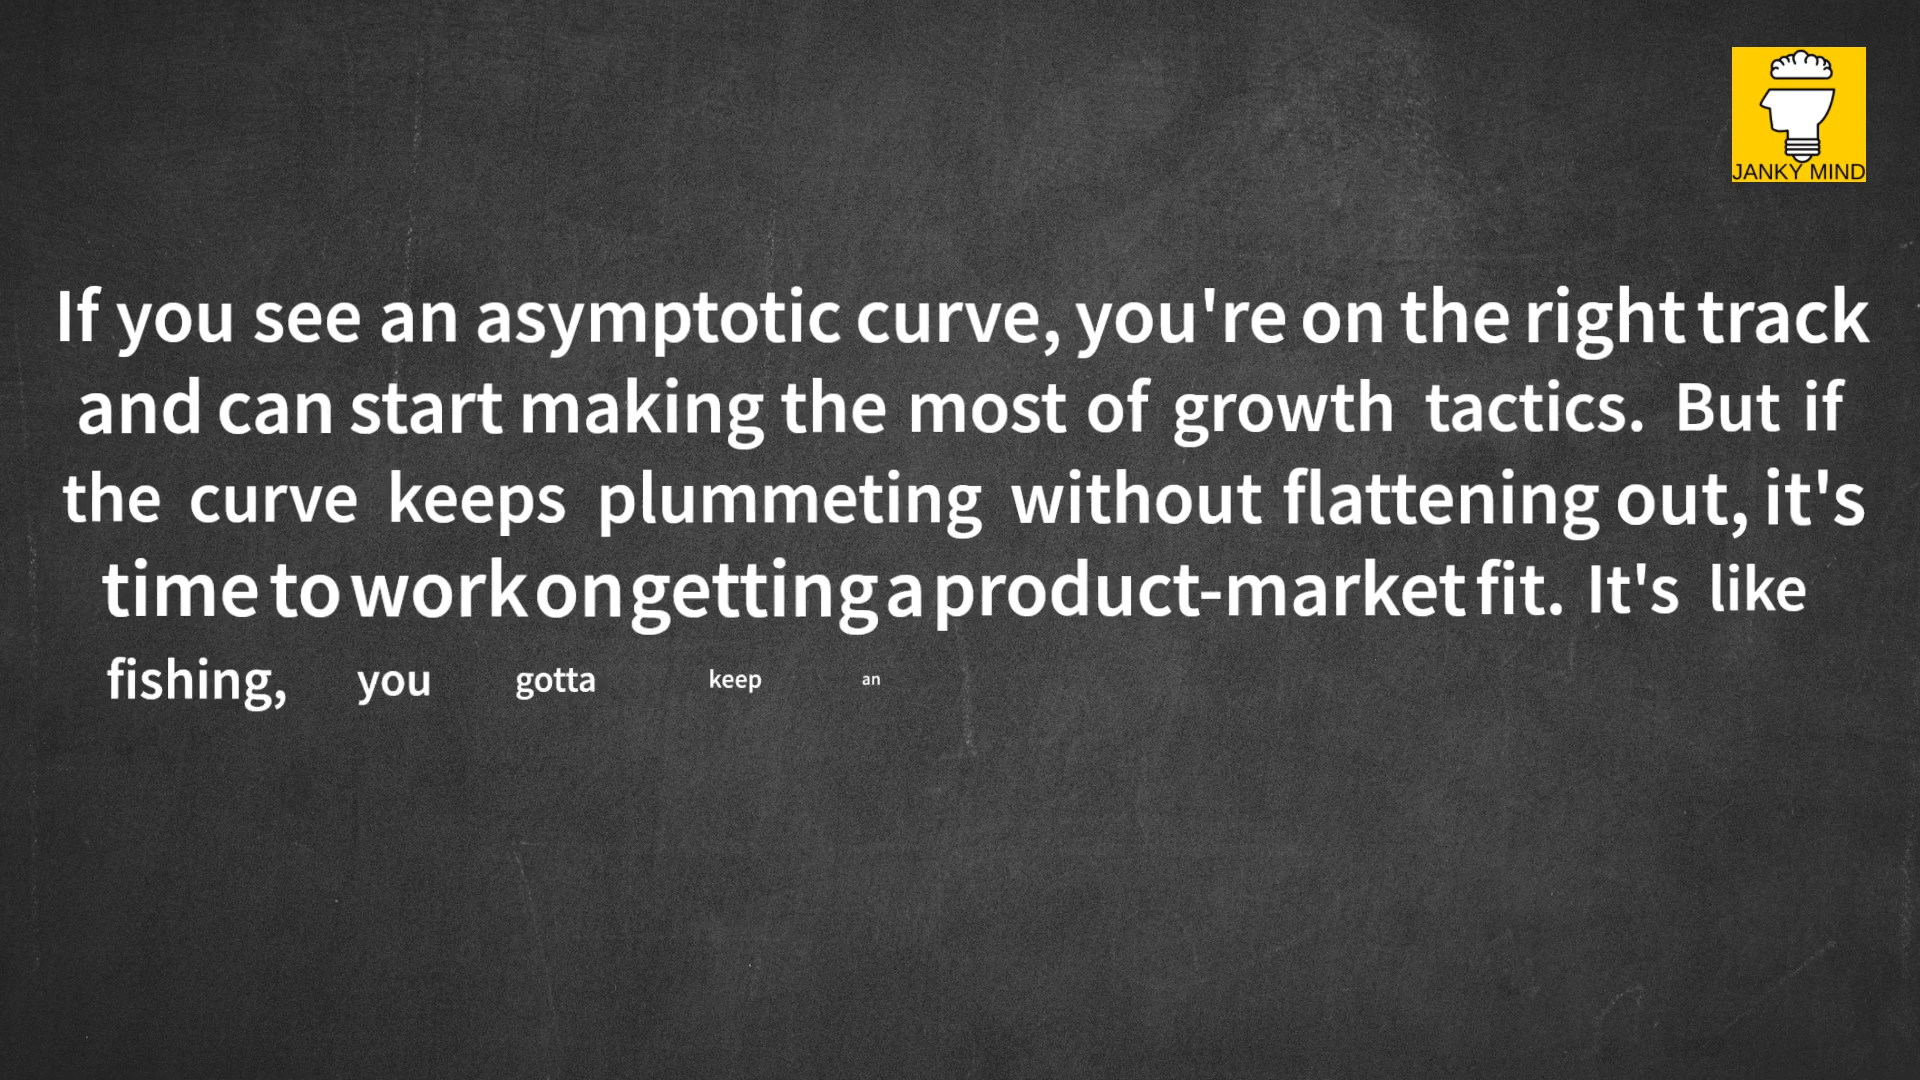 JANKY MIND
If you see an asymptotic curve, you're on the right track
and can start making the most of growth tactics. But if
the curve keeps plummeting without flattening out, it's
time to work on getting a product-market fit. It's like
fishing, you gotta keep an